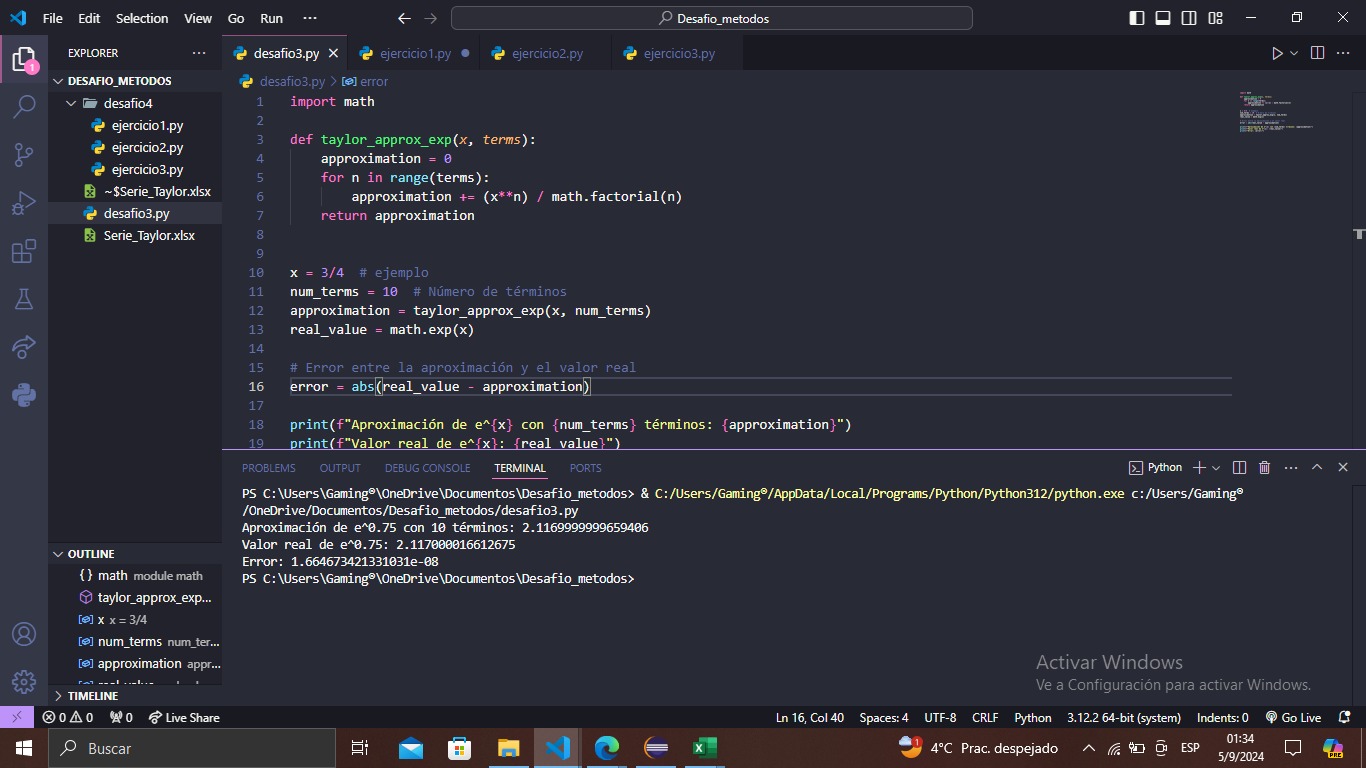 File Edit Selection View Go Run ··· Desafio_metodos
EXPLORER ···
DESAFIO_METODOS
desafio4
ejercicio1.py
ejercicio2.py
ejercicio3.py
~$Serie_Taylor.xlsx
desafio3.py
Serie_Taylor.xlsx
OUTLINE
{} math module math
taylor_approx_exp...
x x = 3/4
num_terms num_ter...
approximation appr...
TIMELINE
1
desafio3.py ejercicio1.py ejercicio2.py ejercicio3.py
desafio3.py > error
1 import math
2
3 def taylor_approx_exp(x, terms):
4 approximation = 0
5 for n in range(terms):
6 approximation += (x**n) / math.factorial(n)
7 return approximation
8
9
10 x = 3/4 # ejemplo
11 num_terms = 10 # Número de términos
12 approximation = taylor_approx_exp(x, num_terms)
13 real_value = math.exp(x)
14
15 # Error entre la aproximación y el valor real
16 error = abs(real_value - approximation)
17
18 print(f"Aproximación de e^{x} con {num_terms} términos: {approximation}")
19 print(f"Valor real de e^{x}: {real_value}")
PROBLEMS OUTPUT DEBUG CONSOLE TERMINAL PORTS Python
PS C:\Users\Gaming®\OneDrive\Documentos\Desafio_metodos> & C:/Users/Gaming®/AppData/Local/Programs/Python/Python312/python.exe c:/Users/Gaming®
/OneDrive/Documentos/Desafio_metodos/desafio3.py
Aproximación de e^0.75 con 10 términos: 2.1169999999659406
Valor real de e^0.75: 2.117000016612675
Error: 1.664673421331031e-08
PS C:\Users\Gaming®\OneDrive\Documentos\Desafio_metodos>
Activar Windows
Ve a Configuración para activar Windows.
0 0 0 Live Share Ln 16, Col 40 Spaces: 4 UTF-8 CRLF Python 3.12.2 64-bit (system) Indents: 0 Go Live
Buscar 1 4°C Prac. despejado ESP 01:34
5/9/2024
PRE